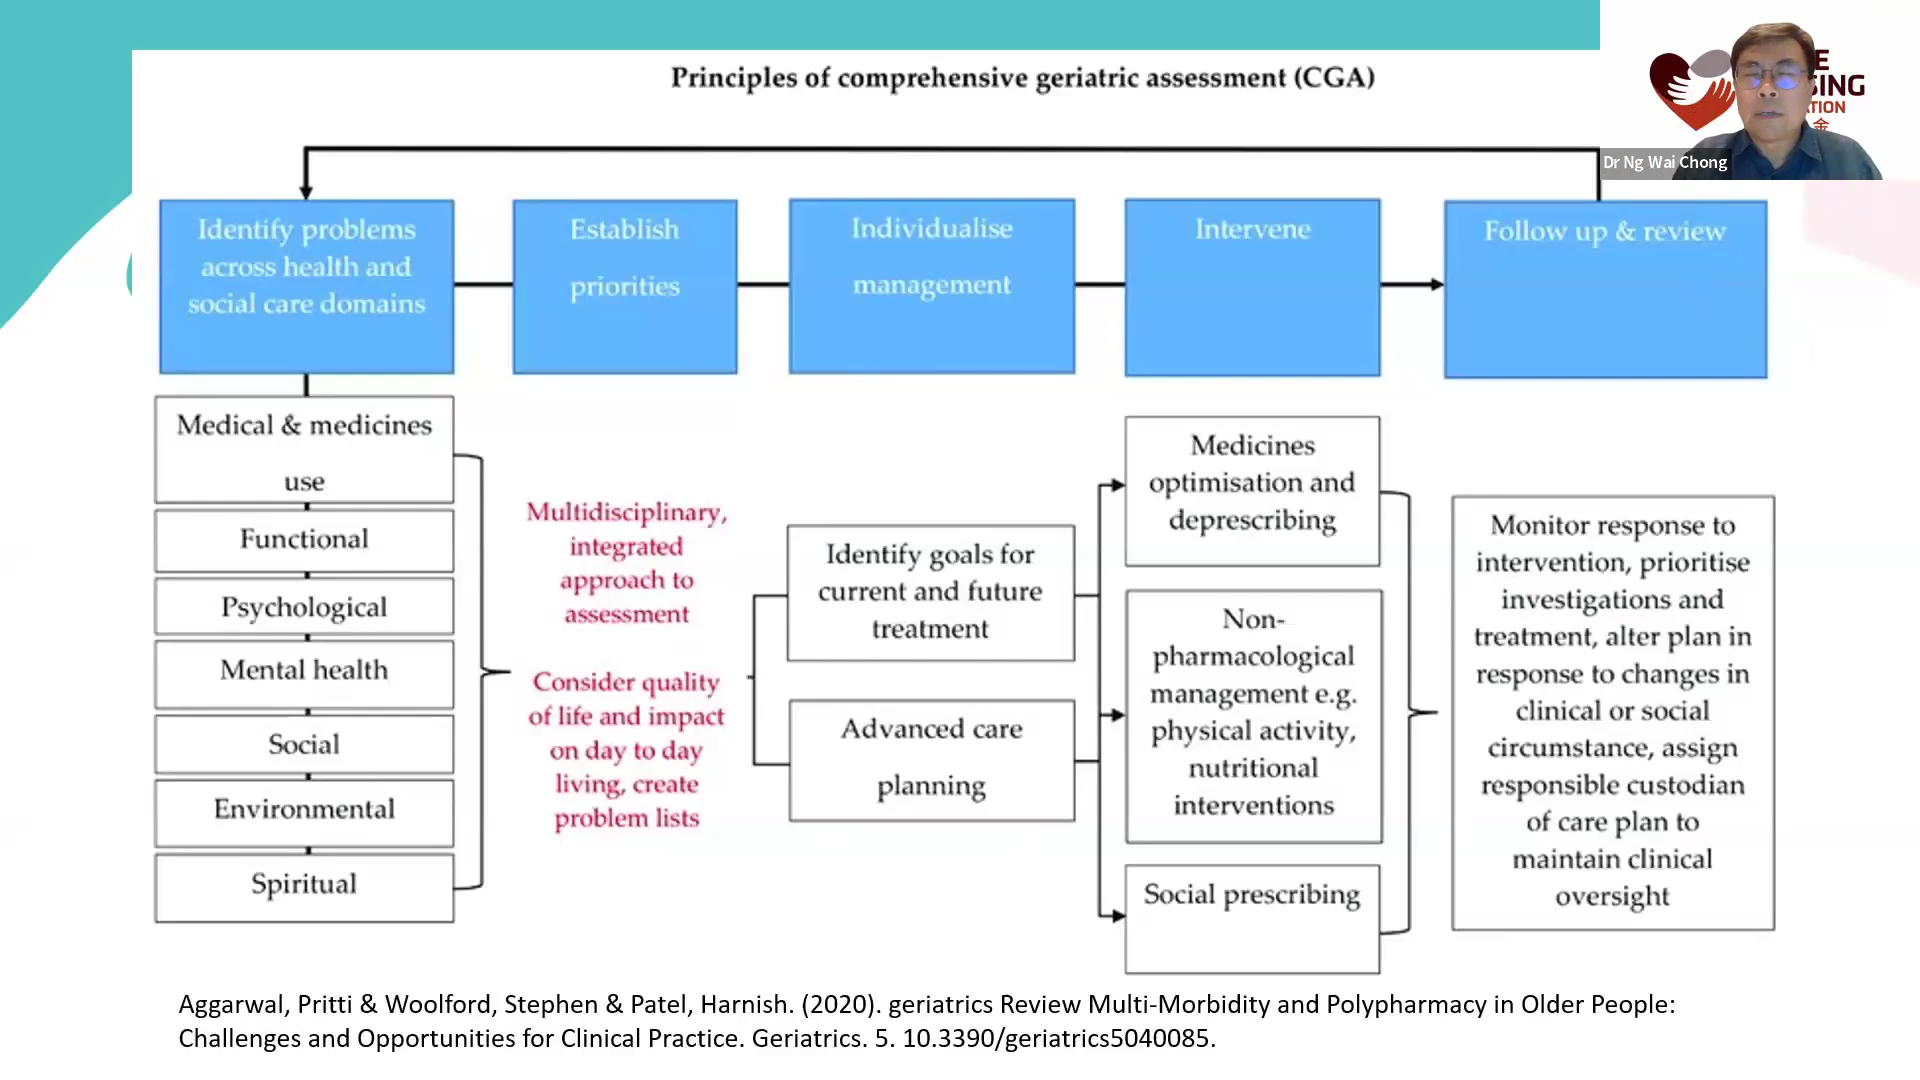 Principles of comprehensive geriatric assessment (CGA)
E
SING
TION
金
Dr Ng Wai Chong
Identify problems
across health and
social care domains
Establish
priorities
Individualise
management
Intervene
Follow up & review
Medical & medicines
use
Functional
Psychological
Mental health
Social
Environmental
Spiritual
Multidisciplinary,
integrated
approach to
assessment
Consider quality
of life and impact
on day to day
living, create
problem lists
Identify goals for
current and future
treatment
Advanced care
planning
Medicines
optimisation and
deprescribing
Non-
pharmacological
management e.g.
physical activity,
nutritional
interventions
Social prescribing
Monitor response to
intervention, prioritise
investigations and
treatment, alter plan in
response to changes in
clinical or social
circumstance, assign
responsible custodian
of care plan to
maintain clinical
oversight
Aggarwal, Pritti & Woolford, Stephen & Patel, Harnish. (2020). geriatrics Review Multi-Morbidity and Polypharmacy in Older People:
Challenges and Opportunities for Clinical Practice. Geriatrics. 5. 10.3390/geriatrics5040085.